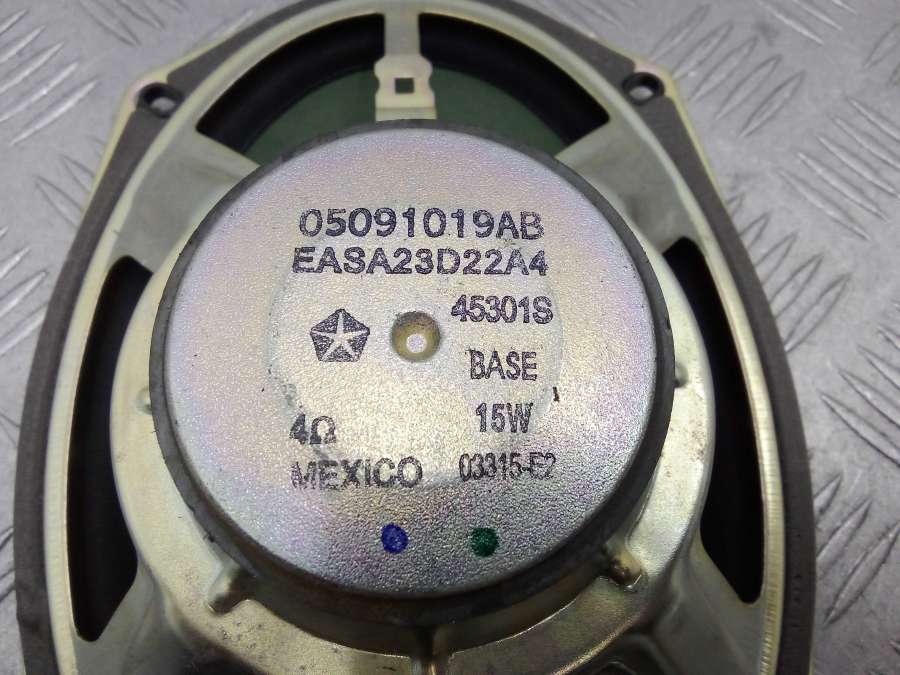 05091019AB
EASA23D22A4
45301S
BASE
4Ω 15W
MEXICO 03315-E2